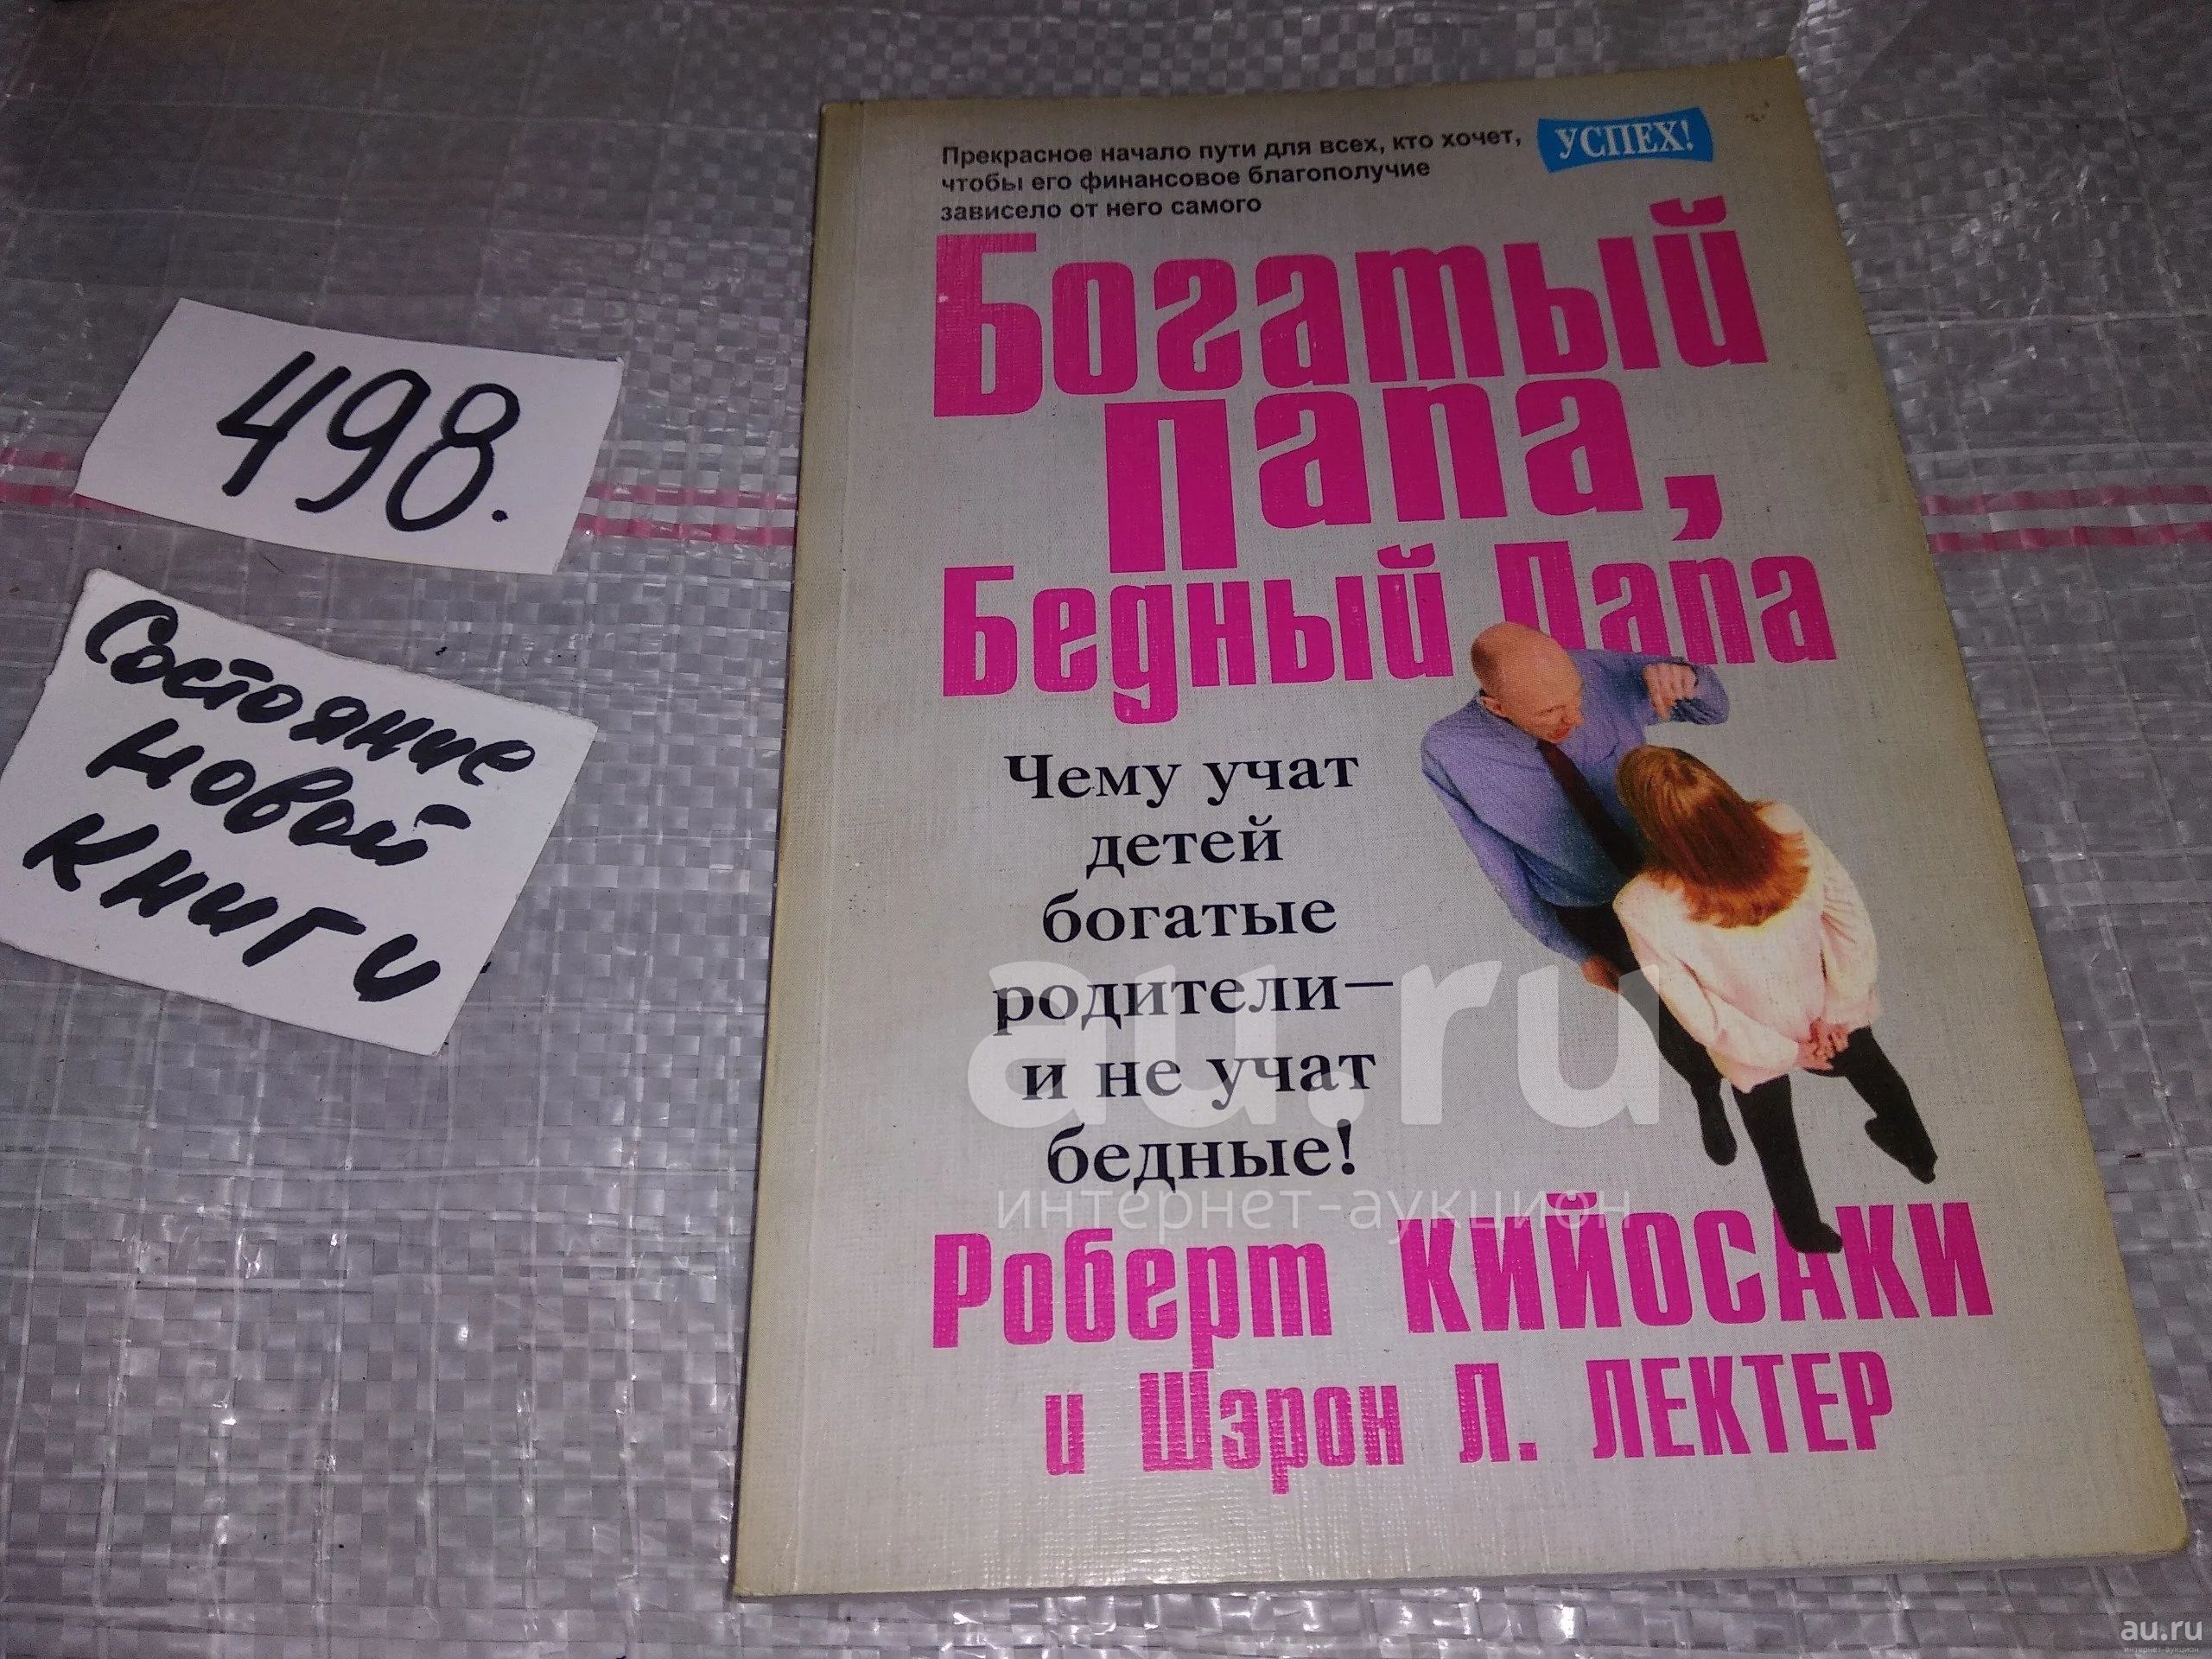 498.
Состояние
новой
книги
Прекрасное начало пути для всех, кто хочет,
чтобы его финансовое благополучие
зависело от него самого
УСПЕХ!
Богатый
папа,
Бедный Папа
Чему учат
детей
богатые
родители—
и не учат
бедные!
Роберт КИЙОСАКИ
и Шэрон Л. ЛЕКТЕР
au.ru
интернет-аукцион
au.ru
интернет-аукцион